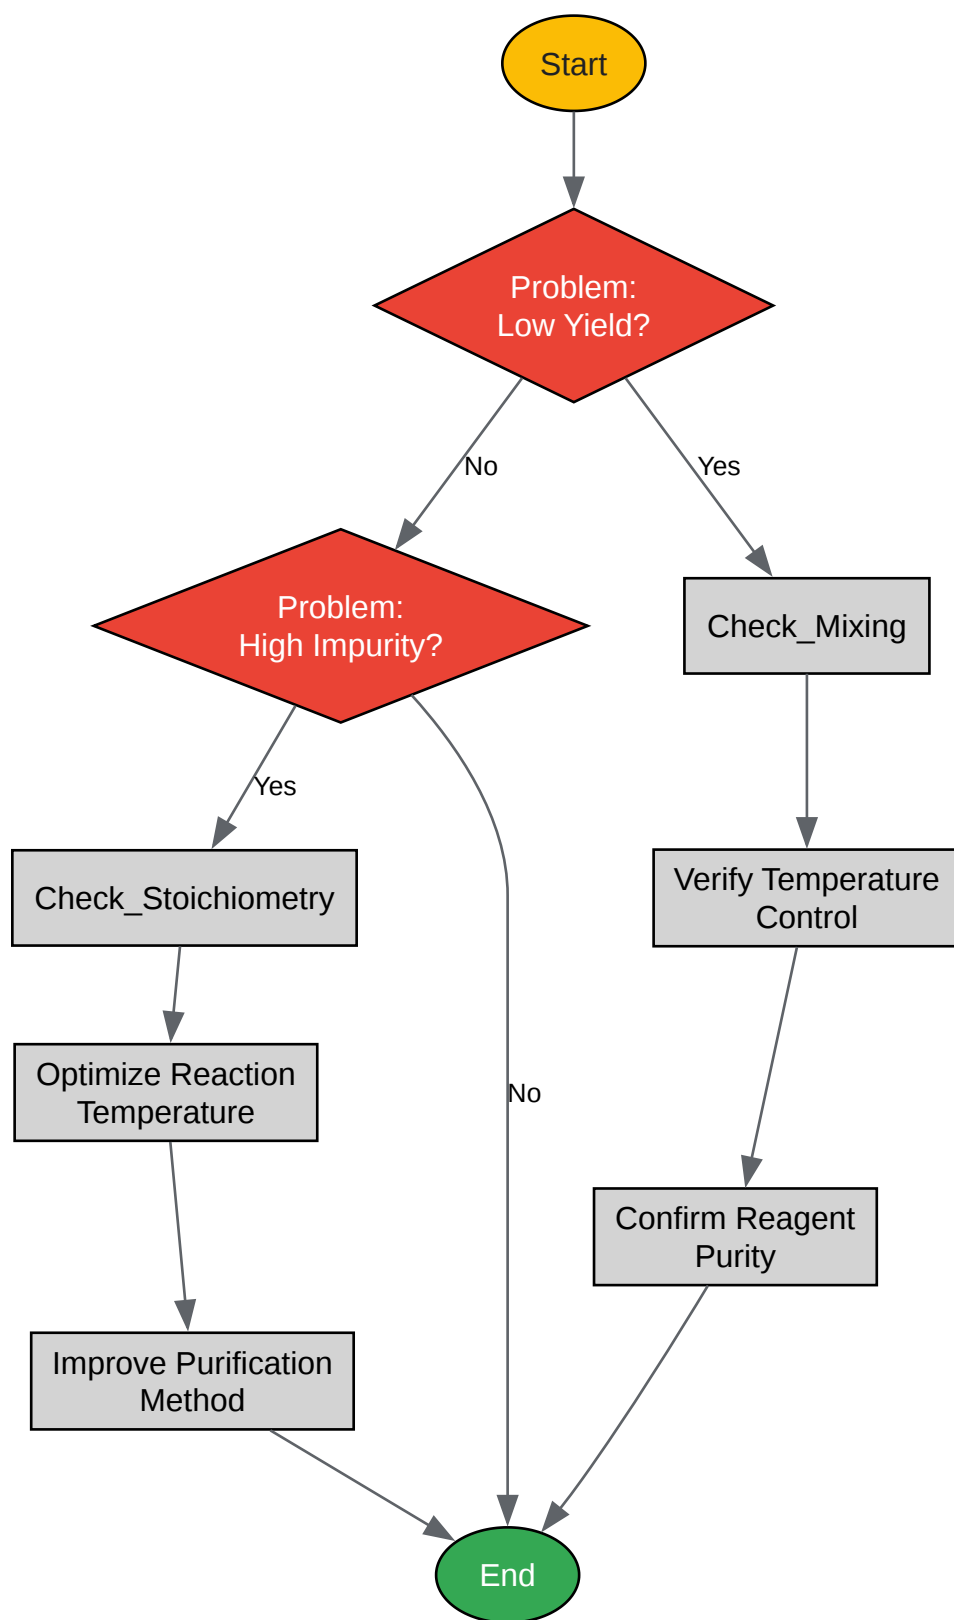 Start
Problem:
Low Yield?
No
Yes
Problem:
High Impurity?
Check_Mixing
Yes
Check_Stoichiometry
Verify Temperature
Control
Optimize Reaction
Temperature
No
Confirm Reagent
Purity
Improve Purification
Method
End